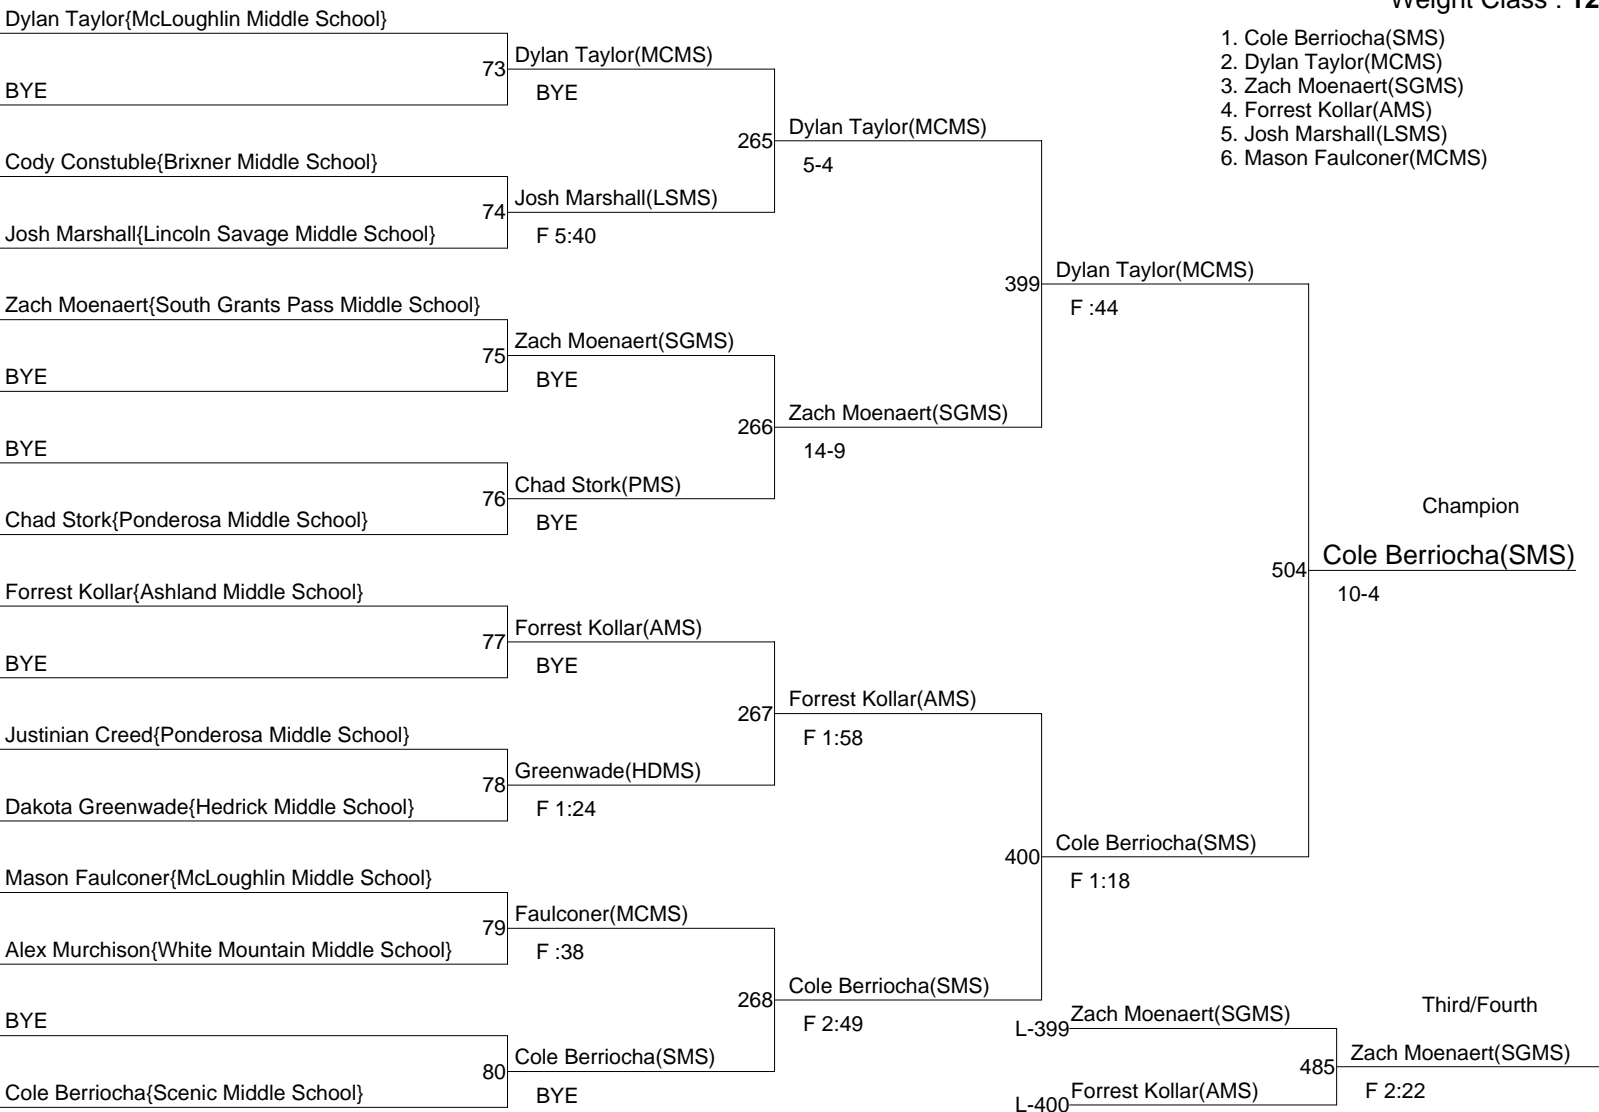 Weight Class : 12
1. Cole Berriocha(SMS)
2. Dylan Taylor(MCMS)
3. Zach Moenaert(SGMS)
4. Forrest Kollar(AMS)
5. Josh Marshall(LSMS)
6. Mason Faulconer(MCMS)
Dylan Taylor{McLoughlin Middle School}
BYE
Cody Constuble{Brixner Middle School}
Josh Marshall{Lincoln Savage Middle School}
Zach Moenaert{South Grants Pass Middle School}
BYE
BYE
Chad Stork{Ponderosa Middle School}
Forrest Kollar{Ashland Middle School}
BYE
Justinian Creed{Ponderosa Middle School}
Dakota Greenwade{Hedrick Middle School}
Mason Faulconer{McLoughlin Middle School}
Alex Murchison{White Mountain Middle School}
BYE
Cole Berriocha{Scenic Middle School}
73 Dylan Taylor(MCMS)
BYE
74 Josh Marshall(LSMS)
F 5:40
75 Zach Moenaert(SGMS)
BYE
76 Chad Stork(PMS)
BYE
77 Forrest Kollar(AMS)
BYE
78 Greenwade(HDMS)
F 1:24
79 Faulconer(MCMS)
F :38
80 Cole Berriocha(SMS)
BYE
265 Dylan Taylor(MCMS)
5-4
266 Zach Moenaert(SGMS)
14-9
267 Forrest Kollar(AMS)
F 1:58
268 Cole Berriocha(SMS)
F 2:49
399 Dylan Taylor(MCMS)
F :44
400 Cole Berriocha(SMS)
F 1:18
Champion
504 Cole Berriocha(SMS)
10-4
Third/Fourth
L-399 Zach Moenaert(SGMS)
L-400 Forrest Kollar(AMS)
485 Zach Moenaert(SGMS)
F 2:22